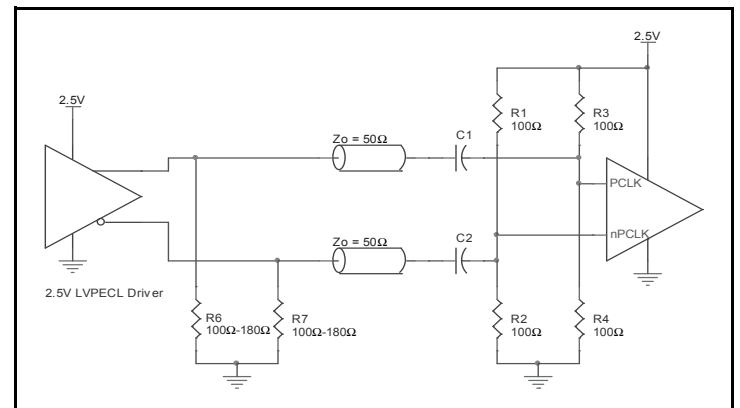 2.5V
2.5V
R1
100Ω
R3
100Ω
Zo = 50Ω
C1
PCLK
Zo = 50Ω
C2
nPCLK
2.5V LVPECL Driver
R6
100Ω-180Ω
R7
100Ω-180Ω
R2
100Ω
R4
100Ω